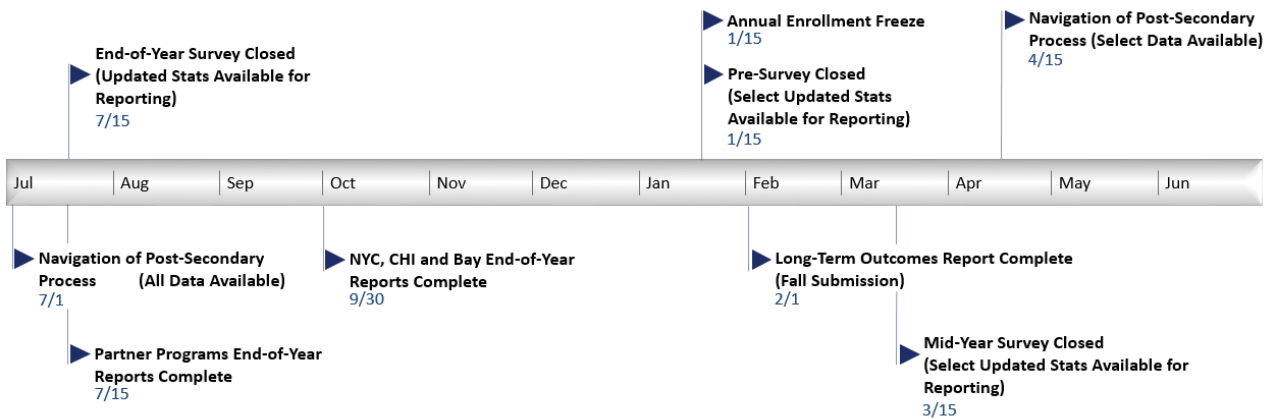 End-of-Year Survey Closed
(Updated Stats Available for
Reporting)
7/15
Annual Enrollment Freeze
1/15
Pre-Survey Closed
(Select Updated Stats
Available for Reporting)
1/15
Navigation of Post-Secondary
Process (Select Data Available)
4/15
Jul Aug Sep Oct Nov Dec Jan Feb Mar Apr May Jun
Navigation of Post-Secondary
Process (All Data Available)
7/1
Partner Programs End-of-Year
Reports Complete
7/15
NYC, CHI and Bay End-of-Year
Reports Complete
9/30
Long-Term Outcomes Report Complete
(Fall Submission)
2/1
Mid-Year Survey Closed
(Select Updated Stats Available for
Reporting)
3/15